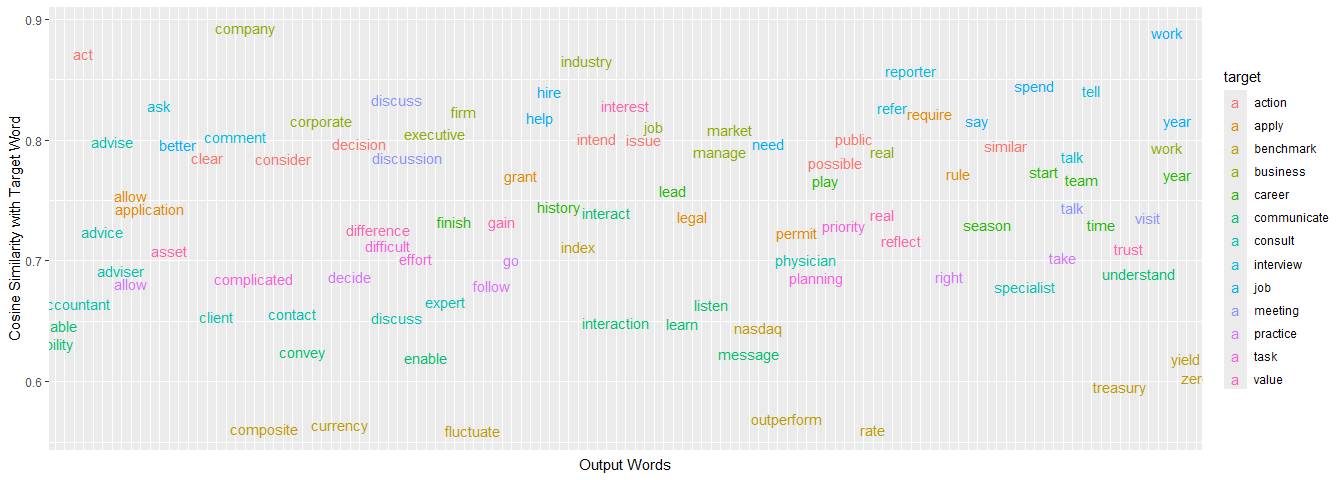 0.9
company
work
act
industry
reporter
spend
tell
hire
discuss
ask
interest
refer
require
firm
help
say
year
corporate
job
market
executive
comment
advise
better
decision
intend
issue
need
public
similar
work
0.8
clear
consider
discussion
manage
real
talk
possible
grant
rule
start
team
year
play
lead
allow
application
history
interact
talk
legal
real
visit
finish
gain
priority
season
time
advice
difference
permit
reflect
asset
difficult
index
trust
0.7
effort
go
physician
take
adviser
allow
complicated
decide
follow
planning
right
understand
specialist
ccountant
expert
listen
client
contact
discuss
able
interaction
learn
nasdaq
bility
convey
enable
message
yield
zero
0.6
treasury
outperform
composite
currency
fluctuate
rate
Cosine Similarity with Target Word
Output Words
target
a action
a apply
a benchmark
a business
a career
a communicate
a consult
a interview
a job
a meeting
a practice
a task
a value